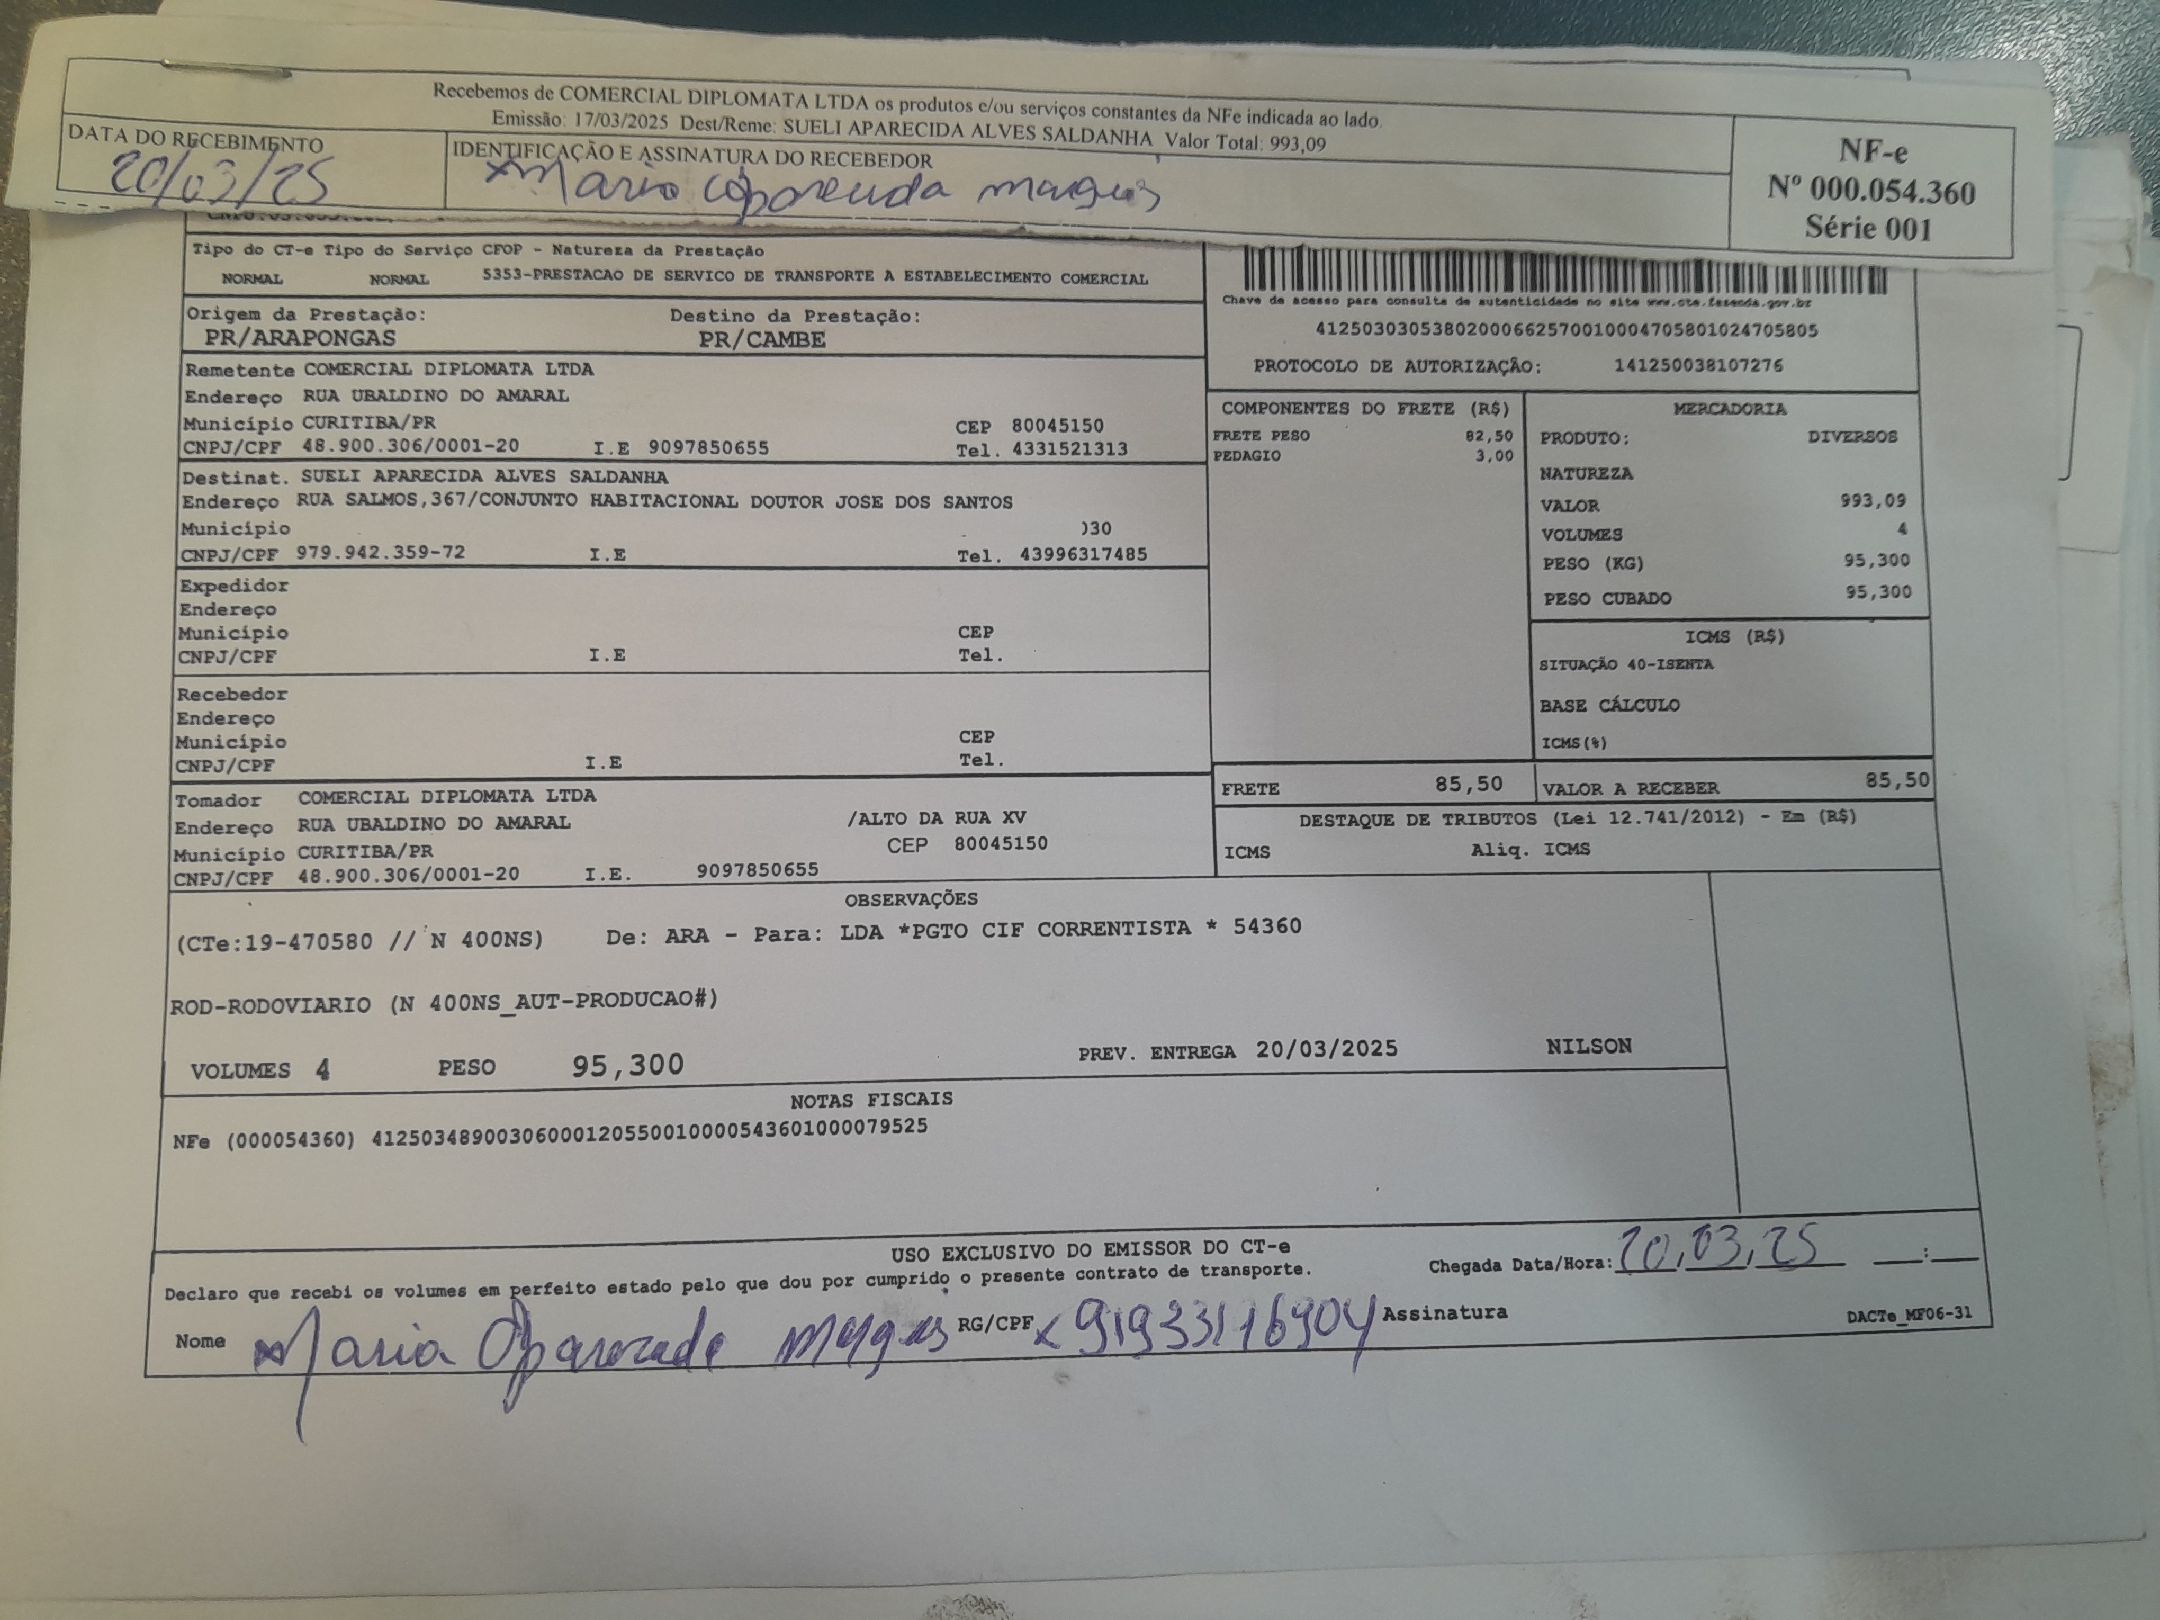 Recebemos de COMERCIAL DIPLOMATA LTDA os produtos e/ou serviços constantes da NFe indicada ao lado.
Emissão: 17/03/2025 Dest/Reme: SUELI APARECIDA ALVES SALDANHA Valor Total: 993,09
DATA DO RECEBIMENTO
20/03/25
IDENTIFICAÇÃO E ASSINATURA DO RECEBEDOR
Maria
NF-e
Nº 000.054.360
Série 001
Tipo do CT-e Tipo do Serviço CFOP - Natureza da Prestação
NORMAL NORMAL 5353-PRESTACAO DE SERVICO DE TRANSPORTE A ESTABELECIMENTO COMERCIAL
Origem da Prestação: Destino da Prestação:
PR/ARAPONGAS PR/CAMBE
Chave de acesso para consulta de autenticidade no site www.cte.fazenda.gov.br
41250303053802000662570010004705801024705805
PROTOCOLO DE AUTORIZAÇÃO: 141250038107276
Remetente COMERCIAL DIPLOMATA LTDA
Endereço RUA UBALDINO DO AMARAL
Município CURITIBA/PR CEP 80045150
CNPJ/CPF 48.900.306/0001-20 I.E 9097850655 Tel. 4331521313
Destinat. SUELI APARECIDA ALVES SALDANHA
Endereço RUA SALMOS,367/CONJUNTO HABITACIONAL DOUTOR JOSE DOS SANTOS
Município )30
CNPJ/CPF 979.942.359-72 I.E Tel. 43996317485
Expedidor
Endereço
Município CEP
CNPJ/CPF I.E Tel.
Recebedor
Endereço
Município CEP
CNPJ/CPF I.E Tel.
Tomador COMERCIAL DIPLOMATA LTDA
Endereço RUA UBALDINO DO AMARAL /ALTO DA RUA XV
Município CURITIBA/PR CEP 80045150
CNPJ/CPF 48.900.306/0001-20 I.E. 9097850655
COMPONENTES DO FRETE (R$)
FRETE PESO 82,50
PEDAGIO 3,00
MERCADORIA
PRODUTO: DIVERSOS
NATUREZA
VALOR 993,09
VOLUMES 4
PESO (KG) 95,300
PESO CUBADO 95,300
ICMS (R$)
SITUAÇÃO 40-ISENTA
BASE CÁLCULO
ICMS(%)
FRETE 85,50 VALOR A RECEBER 85,50
DESTAQUE DE TRIBUTOS (Lei 12.741/2012) - Em (R$)
ICMS Aliq. ICMS
OBSERVAÇÕES
(CTe:19-470580 // N 400NS) De: ARA - Para: LDA *PGTO CIF CORRENTISTA * 54360
ROD-RODOVIARIO (N 400NS_AUT-PRODUCAO#)
VOLUMES 4 PESO 95,300 PREV. ENTREGA 20/03/2025 NILSON
NOTAS FISCAIS
NFe (000054360) 41250348900306000120550010000543601000079525
USO EXCLUSIVO DO EMISSOR DO CT-e
Declaro que recebi os volumes em perfeito estado pelo que dou por cumprido o presente contrato de transporte.
Chegada Data/Hora: 20,03,25 __:__
Nome Maria RG/CPF x91933116904 Assinatura
DACTe_MF06-31